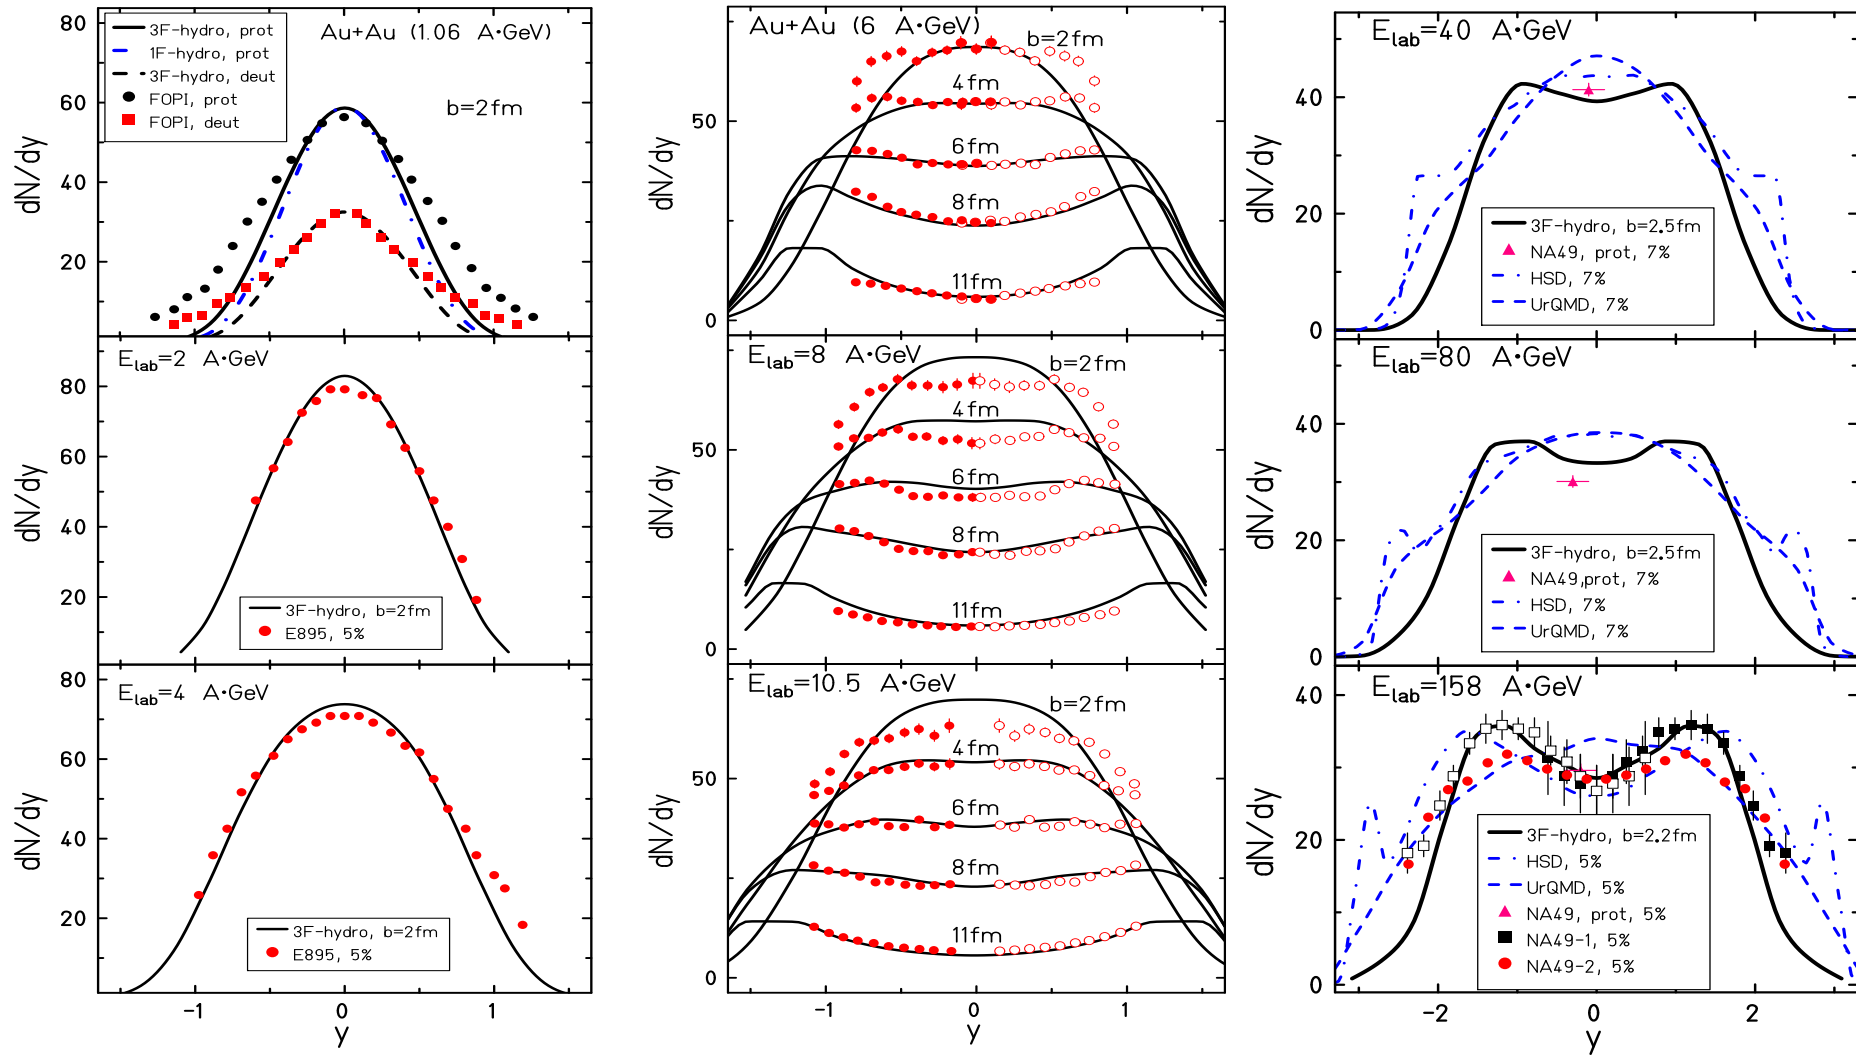 80
60
40
20
dN/dy
3F-hydro, prot
1F-hydro, prot
3F-hydro, deut
FOPI, prot
FOPI, deut
Au+Au (1.06 A•GeV)
b=2fm
80
60
40
20
dN/dy
E_lab=2 A•GeV
3F-hydro, b=2fm
E895, 5%
80
60
40
20
dN/dy
E_lab=4 A•GeV
3F-hydro, b=2fm
E895, 5%
-1 0 1
y
50
0
dN/dy
Au+Au (6 A•GeV)
b=2fm
4fm
6fm
8fm
11fm
50
0
dN/dy
E_lab=8 A•GeV
b=2fm
4fm
6fm
8fm
11fm
50
0
dN/dy
E_lab=10.5 A•GeV
b=2fm
4fm
6fm
8fm
11fm
-1 0 1
y
40
20
0
dN/dy
E_lab=40 A•GeV
3F-hydro, b=2.5fm
NA49, prot, 7%
HSD, 7%
UrQMD, 7%
40
20
0
dN/dy
E_lab=80 A•GeV
3F-hydro, b=2.5fm
NA49,prot, 7%
HSD, 7%
UrQMD, 7%
40
20
0
dN/dy
E_lab=158 A•GeV
3F-hydro, b=2.2fm
HSD, 5%
UrQMD, 5%
NA49, prot, 5%
NA49-1, 5%
NA49-2, 5%
-2 0 2
y